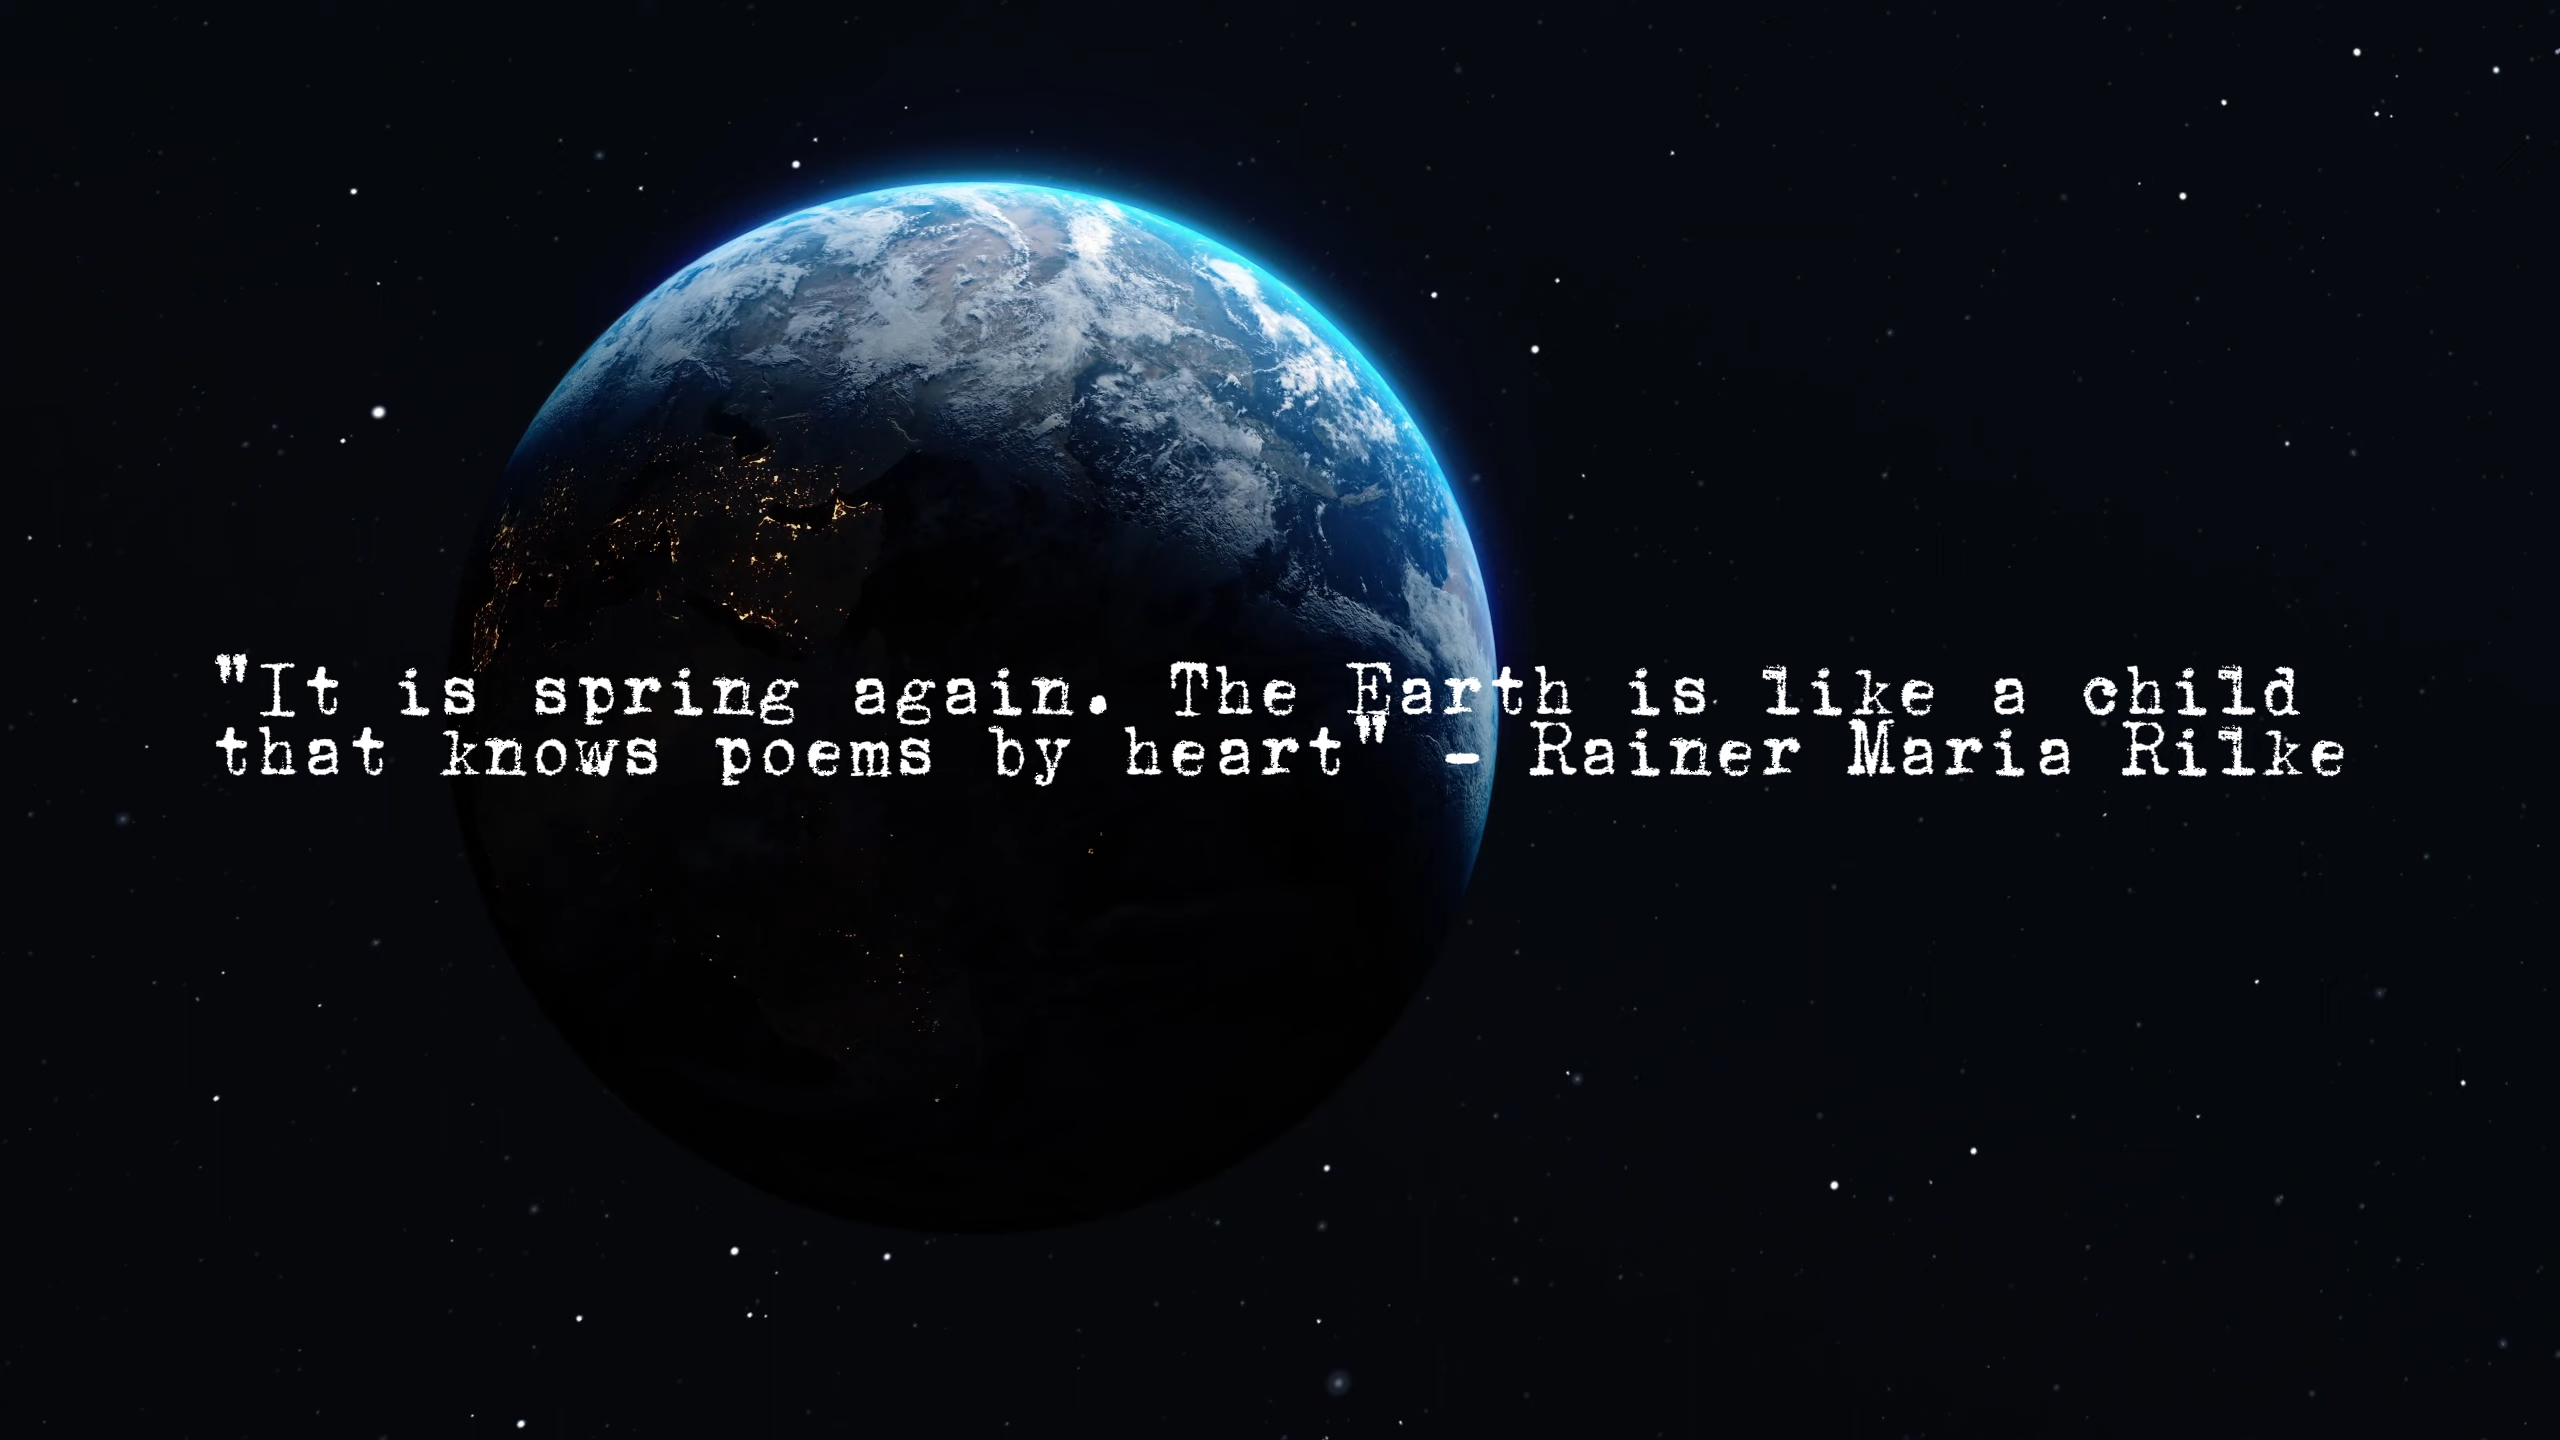 "It is spring again. The Earth is like a child
that knows poems by heart" - Rainer Maria Rilke